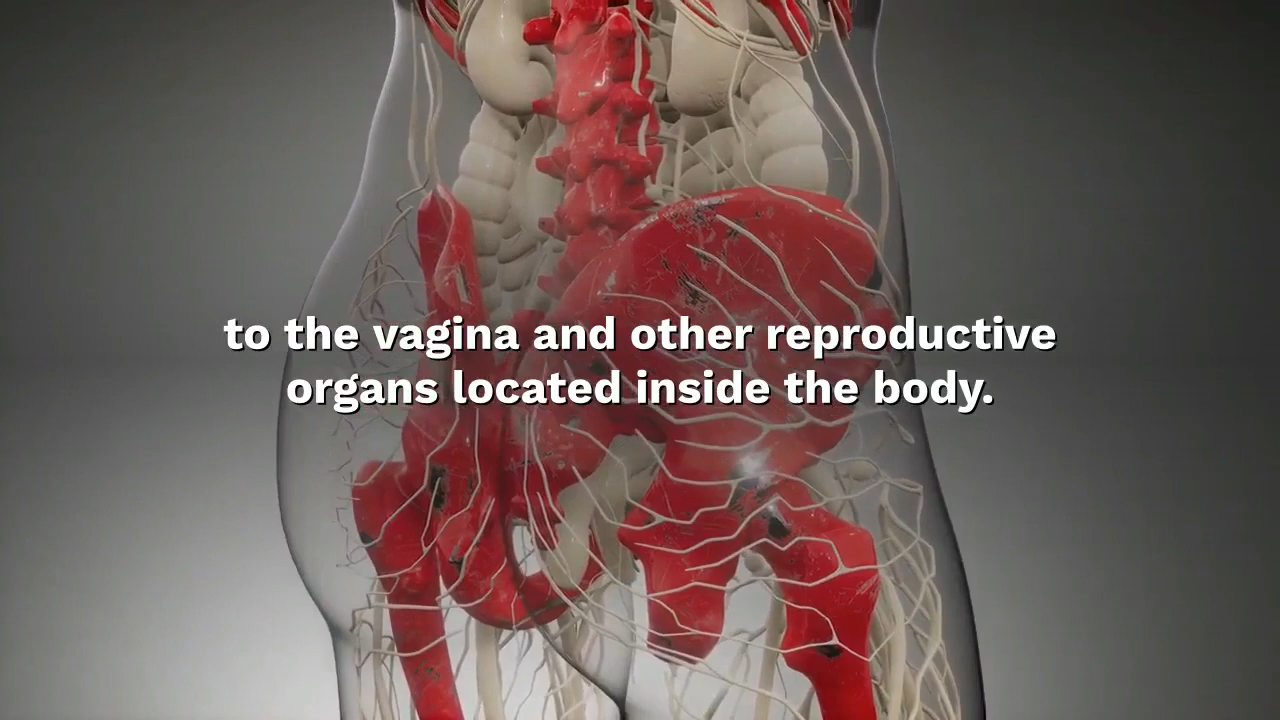 to the vagina and other reproductive
organs located inside the body.